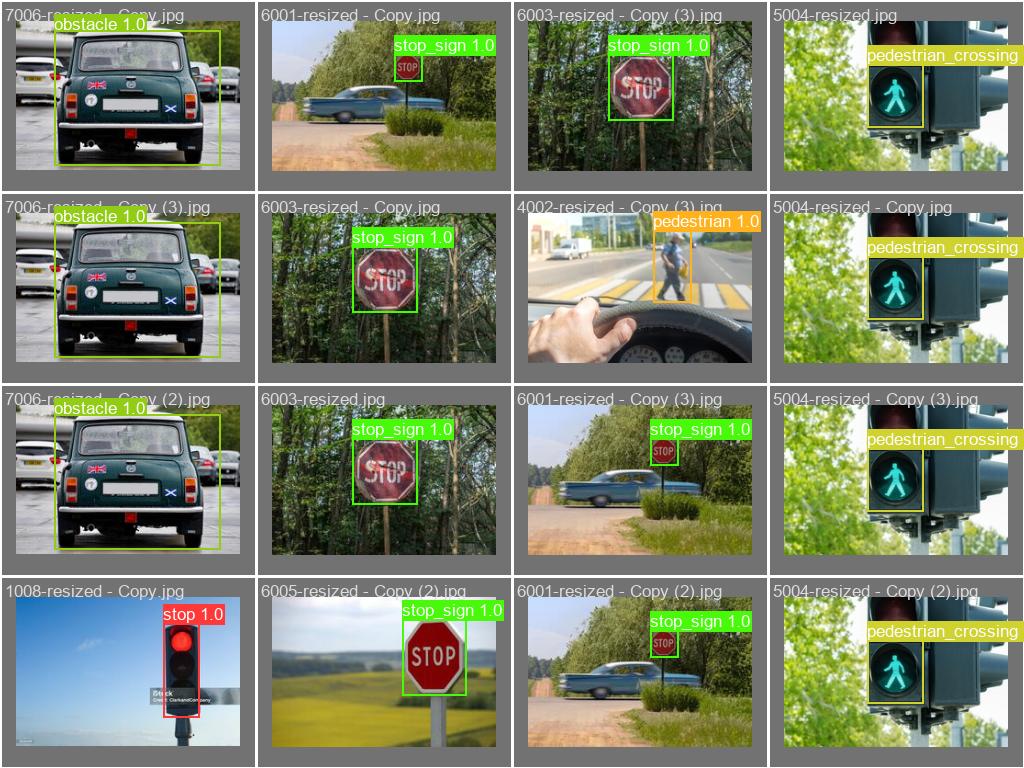 7006-resized - Copy.jpg
obstacle 1.0
6001-resized - Copy.jpg
stop_sign 1.0
STOP
6003-resized - Copy (3).jpg
stop_sign 1.0
STOP
5004-resized.jpg
pedestrian_crossing
7006-resized - Copy (3).jpg
obstacle 1.0
6003-resized - Copy.jpg
stop_sign 1.0
STOP
4002-resized - Copy (3).jpg
pedestrian 1.0
5004-resized - Copy.jpg
pedestrian_crossing
7006-resized - Copy (2).jpg
obstacle 1.0
6003-resized.jpg
stop_sign 1.0
STOP
6001-resized - Copy (3).jpg
stop_sign 1.0
STOP
5004-resized - Copy (3).jpg
pedestrian_crossing
1008-resized - Copy.jpg
stop 1.0
iStock
Credit: ClarkandCompany
6005-resized - Copy (2).jpg
stop_sign 1.0
STOP
6001-resized - Copy (2).jpg
stop_sign 1.0
STOP
5004-resized - Copy (2).jpg
pedestrian_crossing